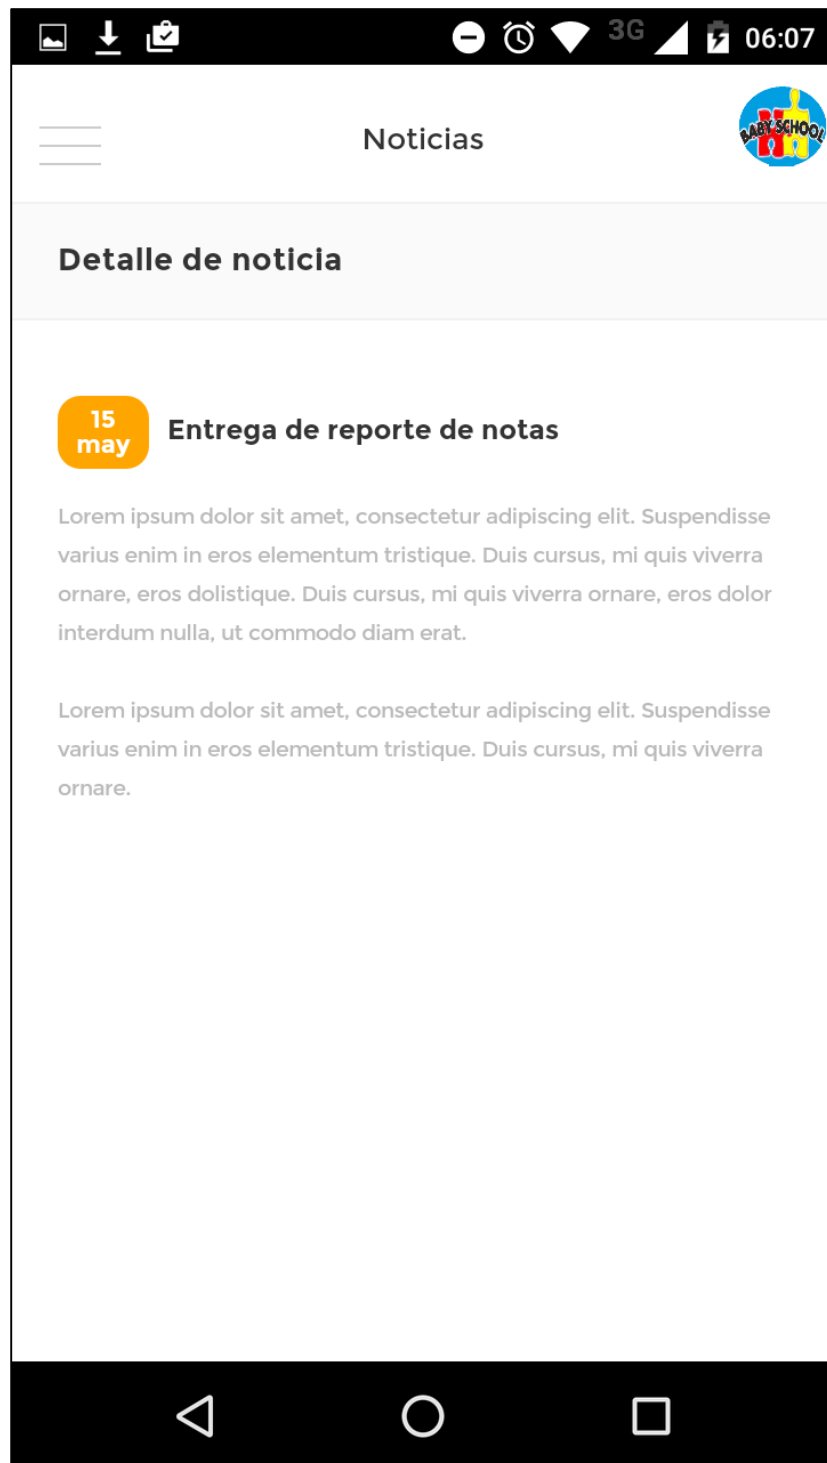 3G 06:07
Noticias
BABY SCHOOL
Detalle de noticia
15
may
Entrega de reporte de notas
Lorem ipsum dolor sit amet, consectetur adipiscing elit. Suspendisse
varius enim in eros elementum tristique. Duis cursus, mi quis viverra
ornare, eros dolistique. Duis cursus, mi quis viverra ornare, eros dolor
interdum nulla, ut commodo diam erat.
Lorem ipsum dolor sit amet, consectetur adipiscing elit. Suspendisse
varius enim in eros elementum tristique. Duis cursus, mi quis viverra
ornare.